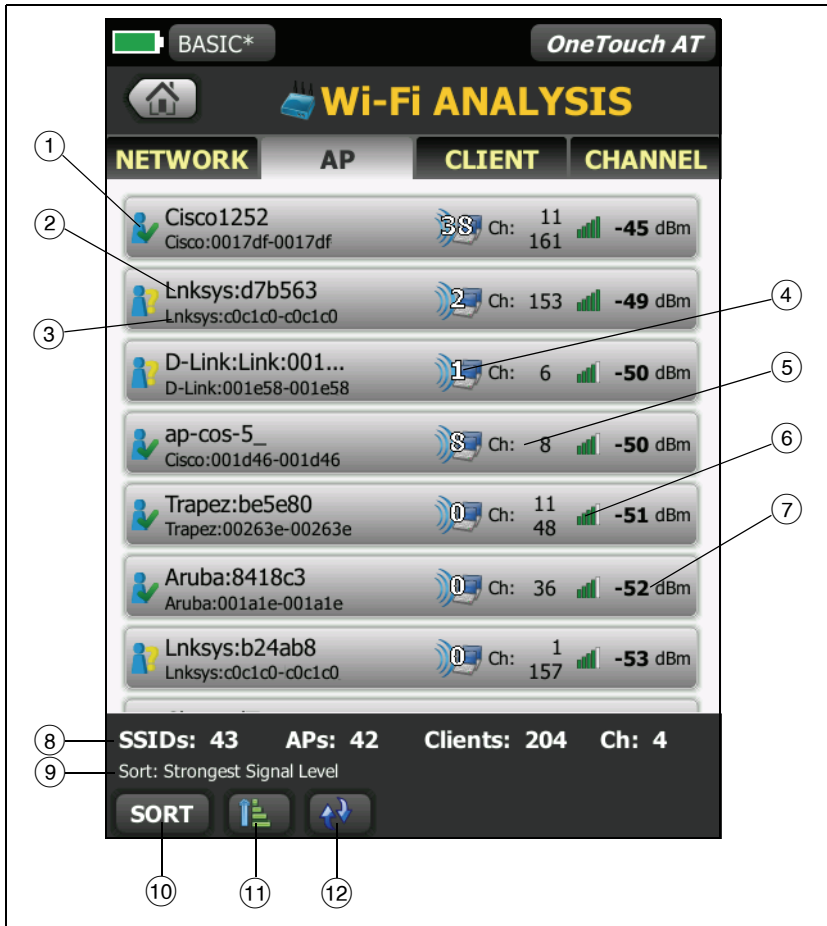 BASIC*
OneTouch AT
Wi-Fi ANALYSIS
NETWORK AP CLIENT CHANNEL
1
Cisco1252
Cisco:0017df-0017df
38 Ch: 11 161 -45 dBm
2
Lnksys:d7b563
3
Lnksys:c0c1c0-c0c1c0
2 Ch: 153 -49 dBm
4
D-Link:Link:001...
D-Link:001e58-001e58
1 Ch: 6 -50 dBm
5
ap-cos-5_
Cisco:001d46-001d46
8 Ch: 8 -50 dBm
6
Trapez:be5e80
Trapez:00263e-00263e
0 Ch: 11 48 -51 dBm
7
Aruba:8418c3
Aruba:001a1e-001a1e
0 Ch: 36 -52 dBm
Lnksys:b24ab8
Lnksys:c0c1c0-c0c1c0
0 Ch: 1 157 -53 dBm
8
SSIDs: 43 APs: 42 Clients: 204 Ch: 4
9
Sort: Strongest Signal Level
SORT
10 11 12